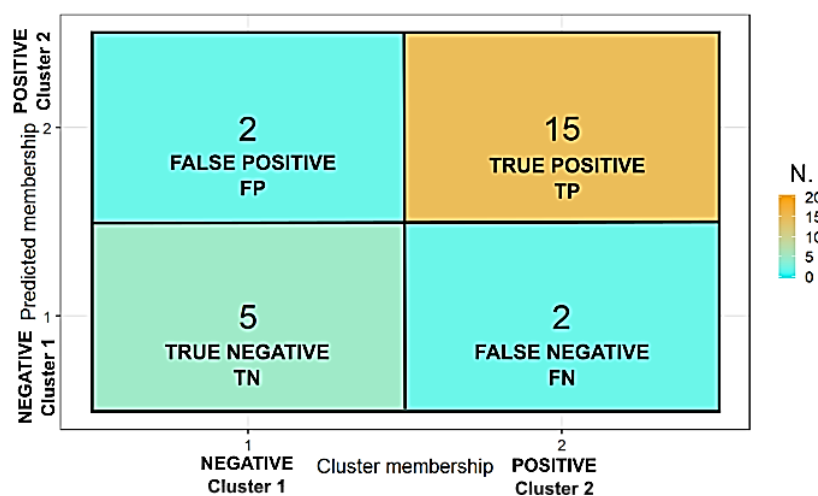 POSITIVE
Cluster 2
Predicted membership
NEGATIVE
Cluster 1
2
1
2
FALSE POSITIVE
FP
15
TRUE POSITIVE
TP
5
TRUE NEGATIVE
TN
2
FALSE NEGATIVE
FN
1
2
NEGATIVE
Cluster 1
Cluster membership
POSITIVE
Cluster 2
N.
20
15
10
5
0